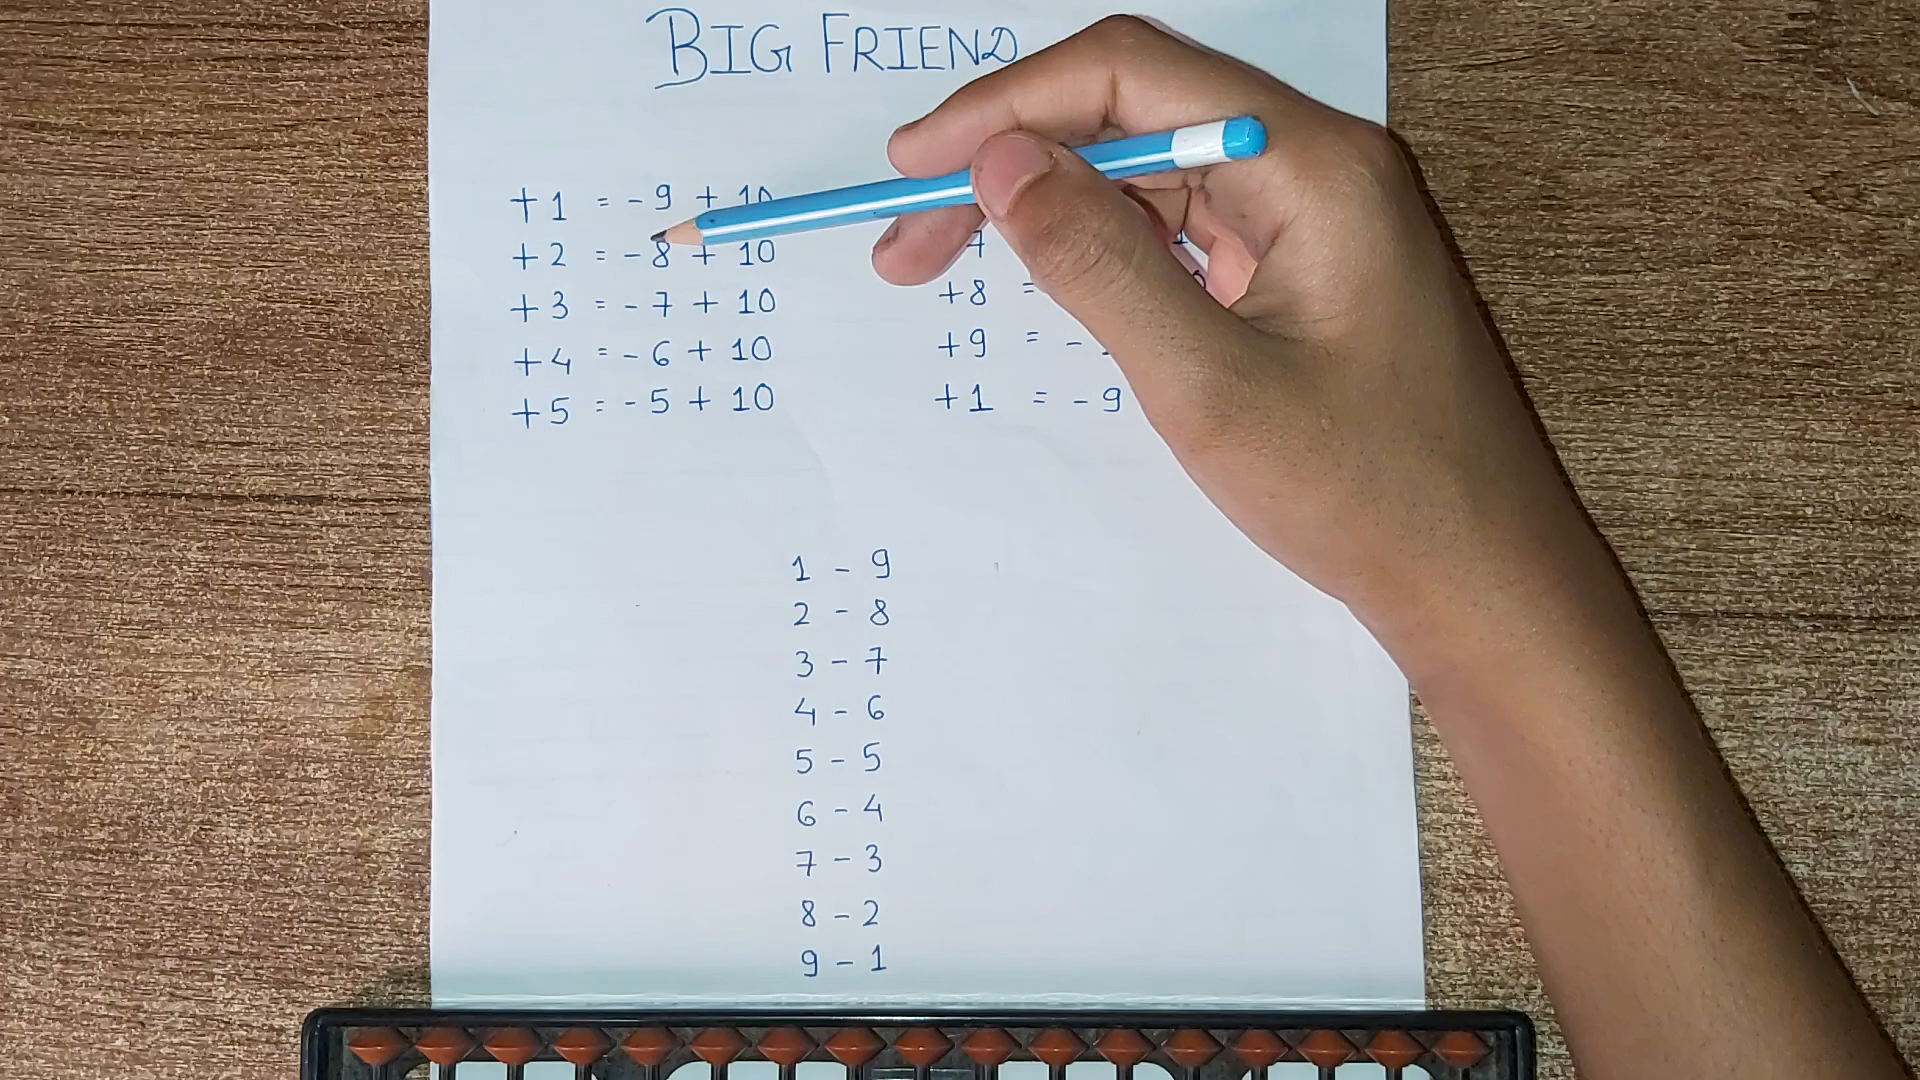 BIG FRIEND
+1 = -9 + 10
+2 = -8 + 10
+3 = -7 + 10
+4 = -6 + 10
+5 = -5 + 10
7
+8 =
+9 = -
+1 = -9
1 - 9
2 - 8
3 - 7
4 - 6
5 - 5
6 - 4
7 - 3
8 - 2
9 - 1